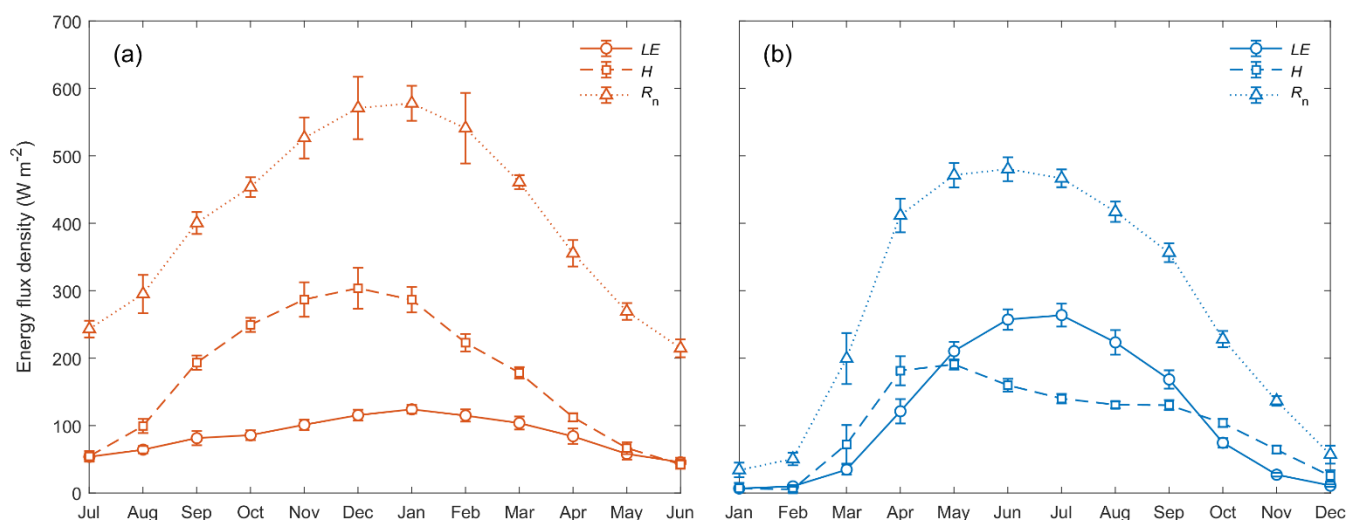 (a)
LE
H
Rn
(b)
LE
H
Rn
Energy flux density (W m-2)
700
600
500
400
300
200
100
0
Jul Aug Sep Oct Nov Dec Jan Feb Mar Apr May Jun
Jan Feb Mar Apr May Jun Jul Aug Sep Oct Nov Dec